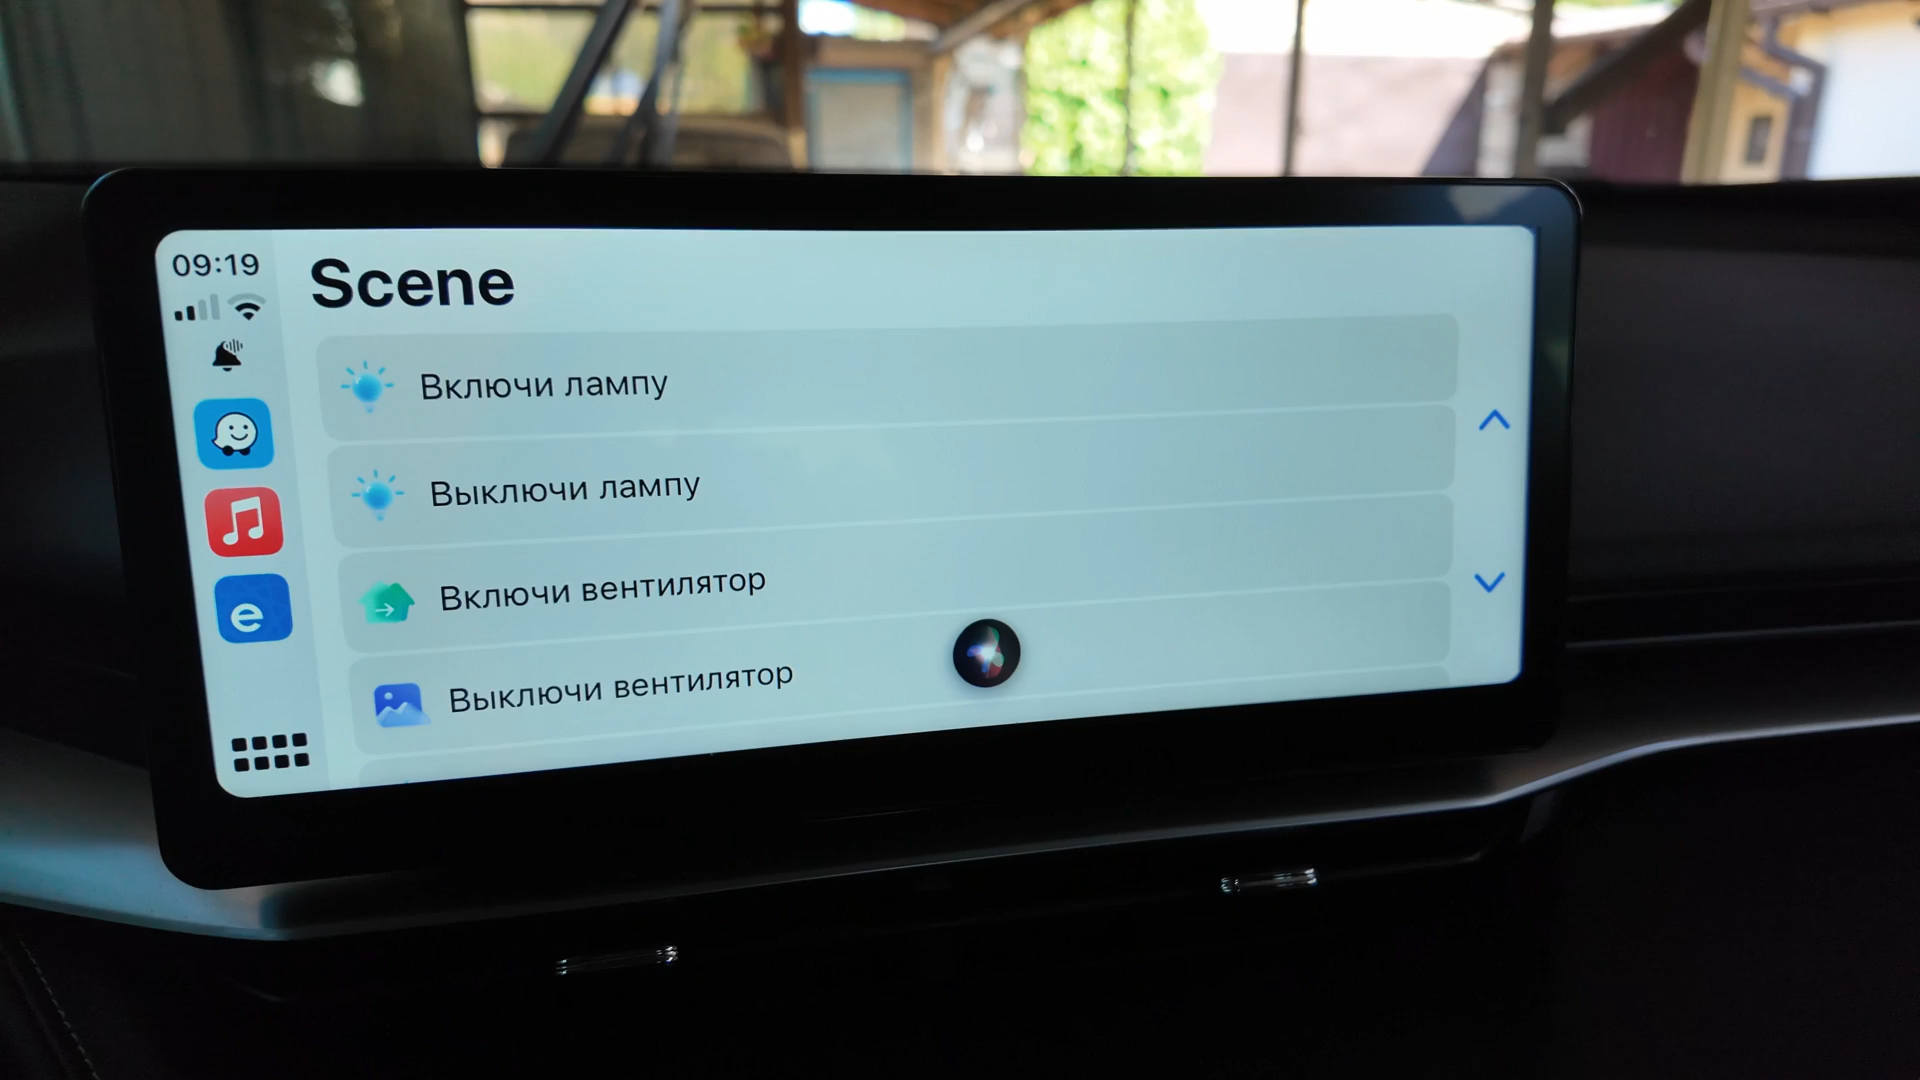 09:19
Scene
Включи лампу
Выключи лампу
Включи вентилятор
Выключи вентилятор
e